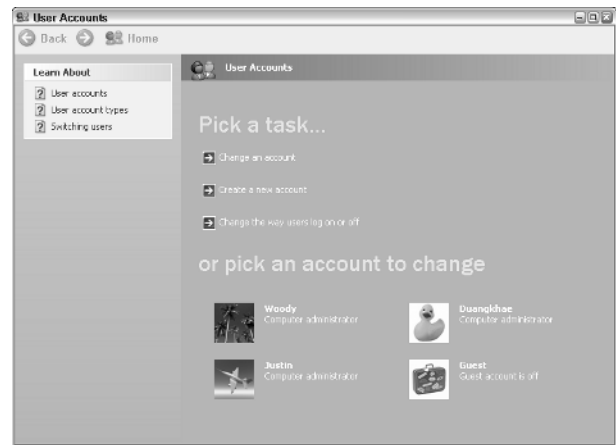 User Accounts
Back Home
Learn About
User accounts
User account types
Switching users
User Accounts
Pick a task...
Change an account
Create a new account
Change the way users log on or off
or pick an account to change
Woody
Computer administrator
Duangkhae
Computer administrator
Justin
Computer administrator
Guest
Guest account is off